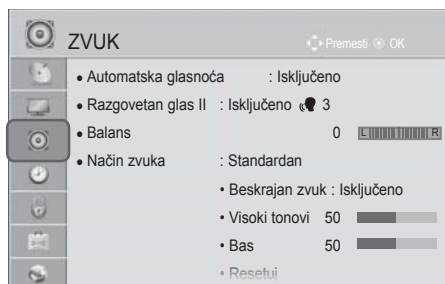 ZVUK
Premesti OK
• Automatska glasnoća : Isključeno
• Razgovetan glas II : Isključeno 3
• Balans 0 L R
• Način zvuka : Standardan
• Beskrajan zvuk : Isključeno
• Visoki tonovi 50
• Bas 50
• Resetuj